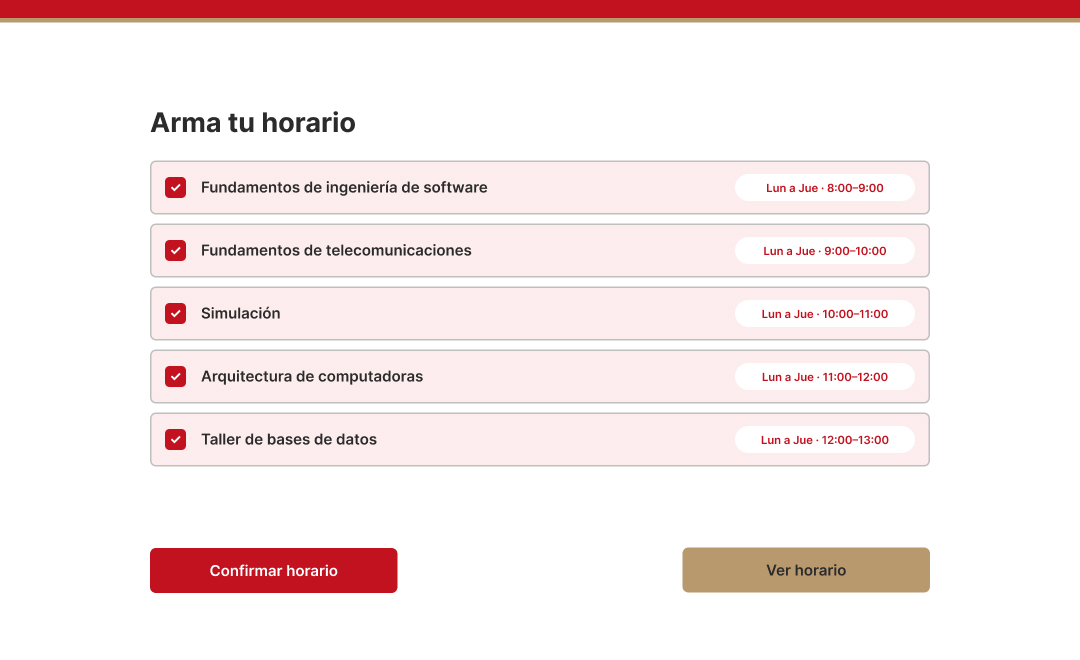 Arma tu horario
Fundamentos de ingeniería de software
Lun a Jue · 8:00–9:00
Fundamentos de telecomunicaciones
Lun a Jue · 9:00–10:00
Simulación
Lun a Jue · 10:00–11:00
Arquitectura de computadoras
Lun a Jue · 11:00–12:00
Taller de bases de datos
Lun a Jue · 12:00–13:00
Confirmar horario
Ver horario